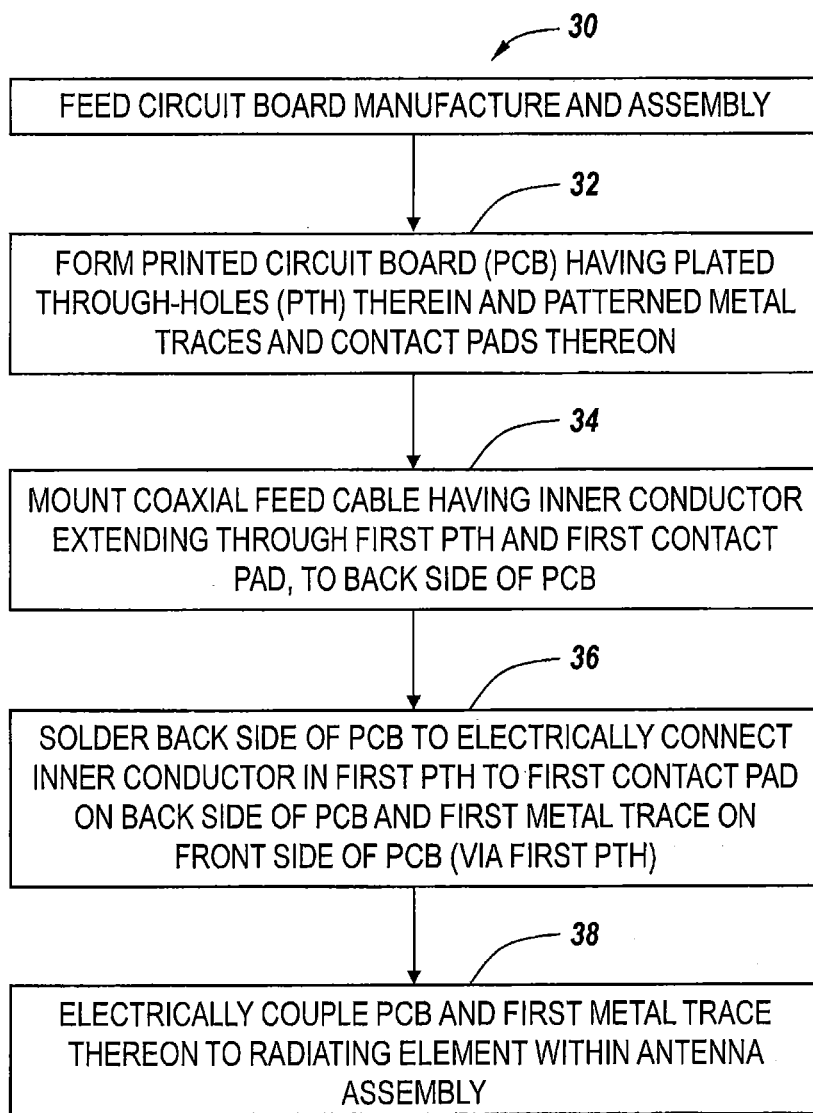 30
FEED CIRCUIT BOARD MANUFACTURE AND ASSEMBLY
32
FORM PRINTED CIRCUIT BOARD (PCB) HAVING PLATED
THROUGH-HOLES (PTH) THEREIN AND PATTERNED METAL
TRACES AND CONTACT PADS THEREON
34
MOUNT COAXIAL FEED CABLE HAVING INNER CONDUCTOR
EXTENDING THROUGH FIRST PTH AND FIRST CONTACT
PAD, TO BACK SIDE OF PCB
36
SOLDER BACK SIDE OF PCB TO ELECTRICALLY CONNECT
INNER CONDUCTOR IN FIRST PTH TO FIRST CONTACT PAD
ON BACK SIDE OF PCB AND FIRST METAL TRACE ON
FRONT SIDE OF PCB (VIA FIRST PTH)
38
ELECTRICALLY COUPLE PCB AND FIRST METAL TRACE
THEREON TO RADIATING ELEMENT WITHIN ANTENNA
ASSEMBLY